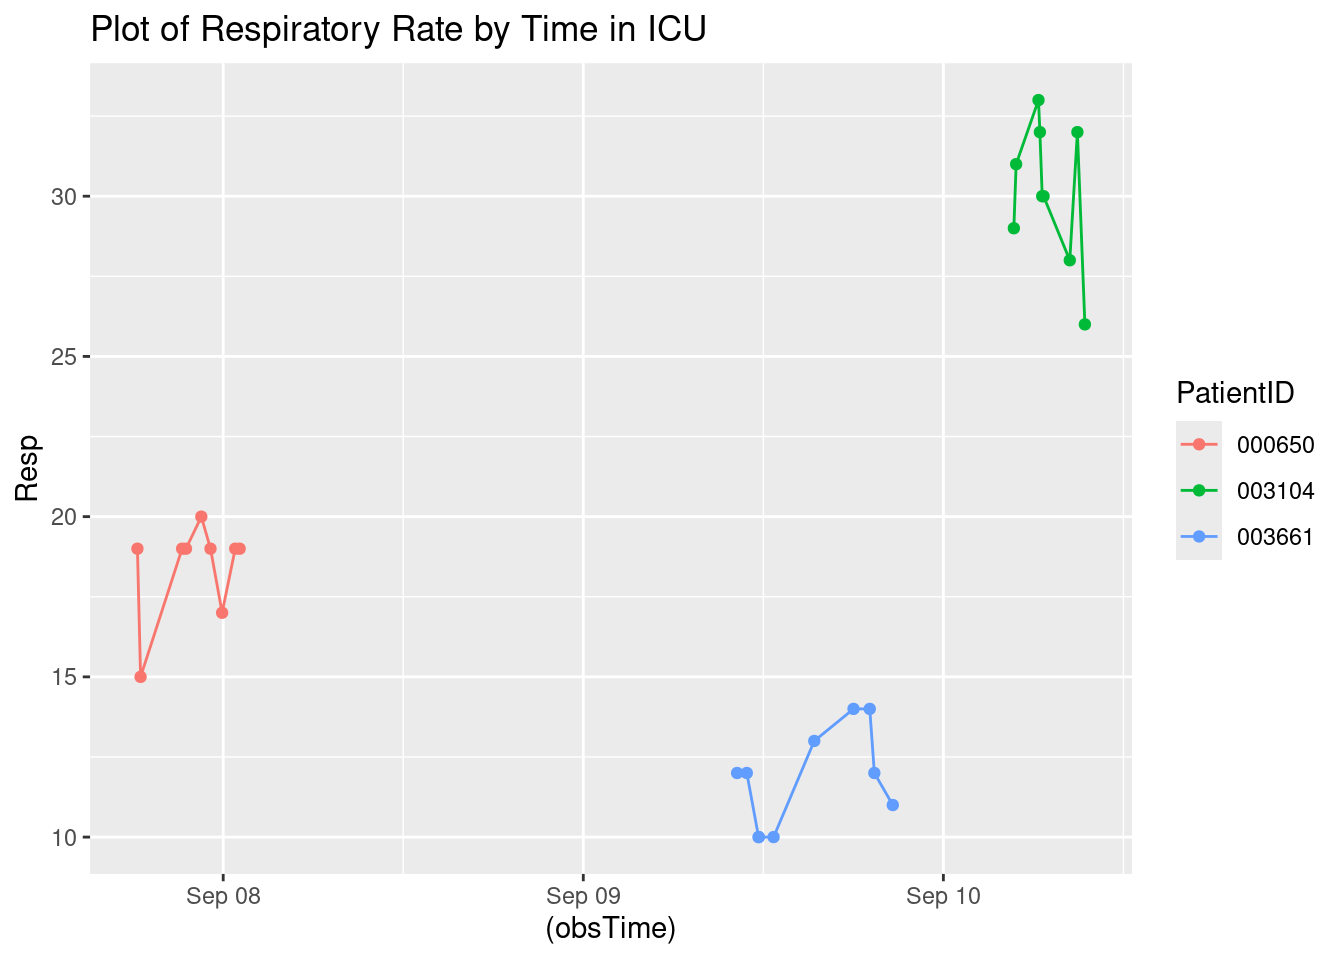 Plot of Respiratory Rate by Time in ICU
30
25
20
15
10
Resp
Sep 08
Sep 09
Sep 10
(obsTime)
PatientID
000650
003104
003661